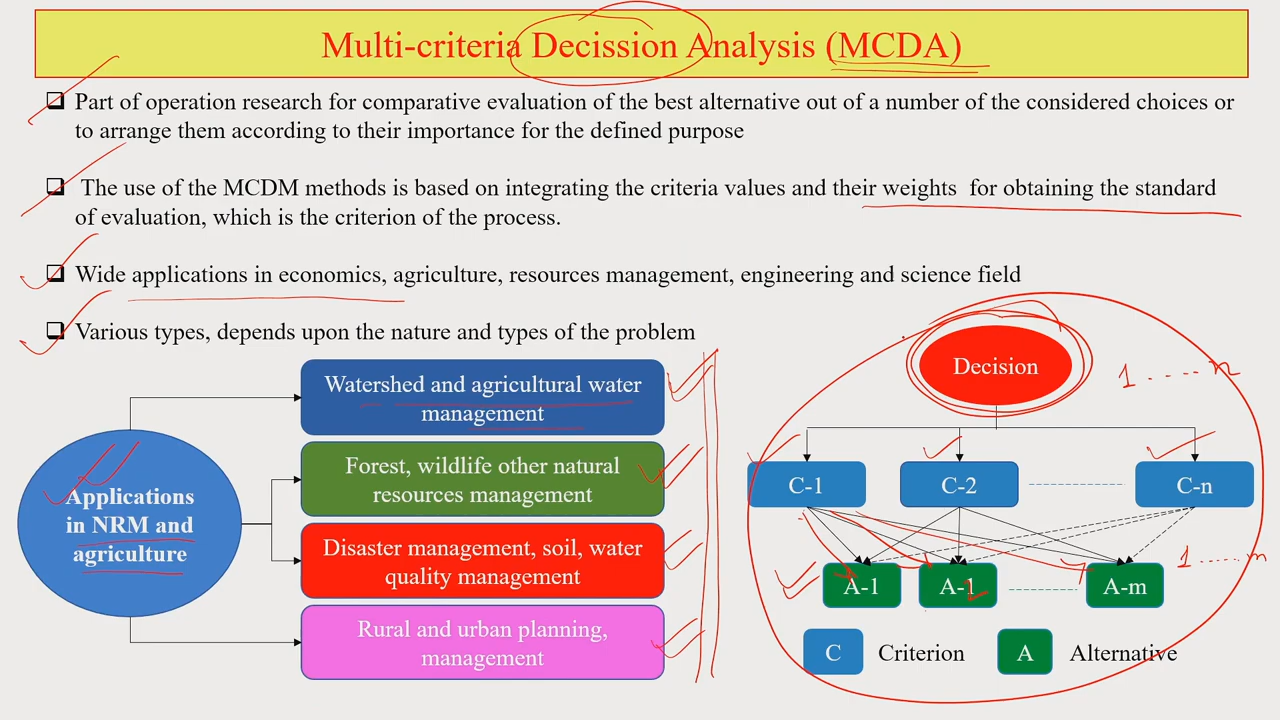 Multi-criteria Decission Analysis (MCDA)
Part of operation research for comparative evaluation of the best alternative out of a number of the considered choices or
to arrange them according to their importance for the defined purpose
The use of the MCDM methods is based on integrating the criteria values and their weights for obtaining the standard
of evaluation, which is the criterion of the process.
Wide applications in economics, agriculture, resources management, engineering and science field
Various types, depends upon the nature and types of the problem
Applications
in NRM and
agriculture
Watershed and agricultural water
management
Forest, wildlife other natural
resources management
Disaster management, soil, water
quality management
Rural and urban planning,
management
Decision
1 ..... n
C-1 C-2 C-n
1 ..... m
A-1 A-1 A-m
2
C Criterion A Alternative